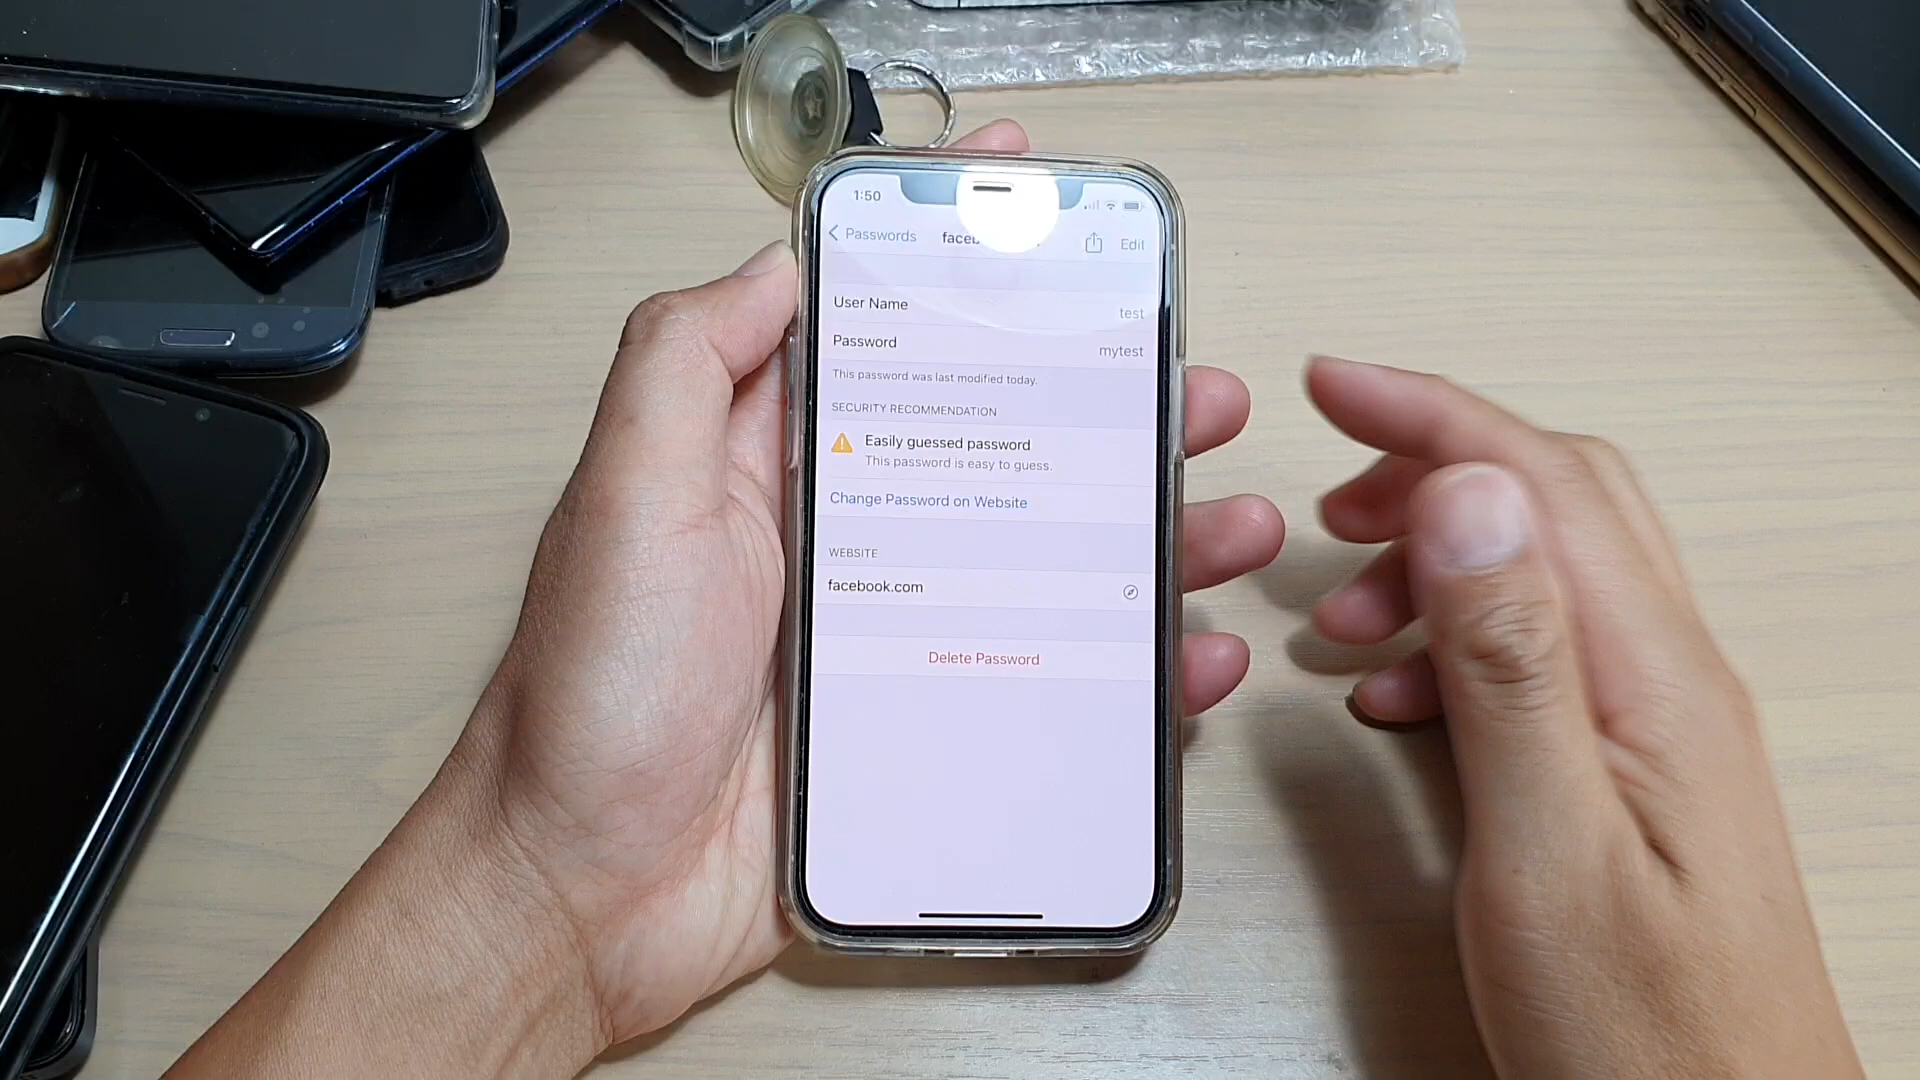 1:50
Passwords
Edit
User Name
test
Password
mytest
This password was last modified today.
SECURITY RECOMMENDATION
Easily guessed password
This password is easy to guess.
Change Password on Website
WEBSITE
facebook.com
Delete Password